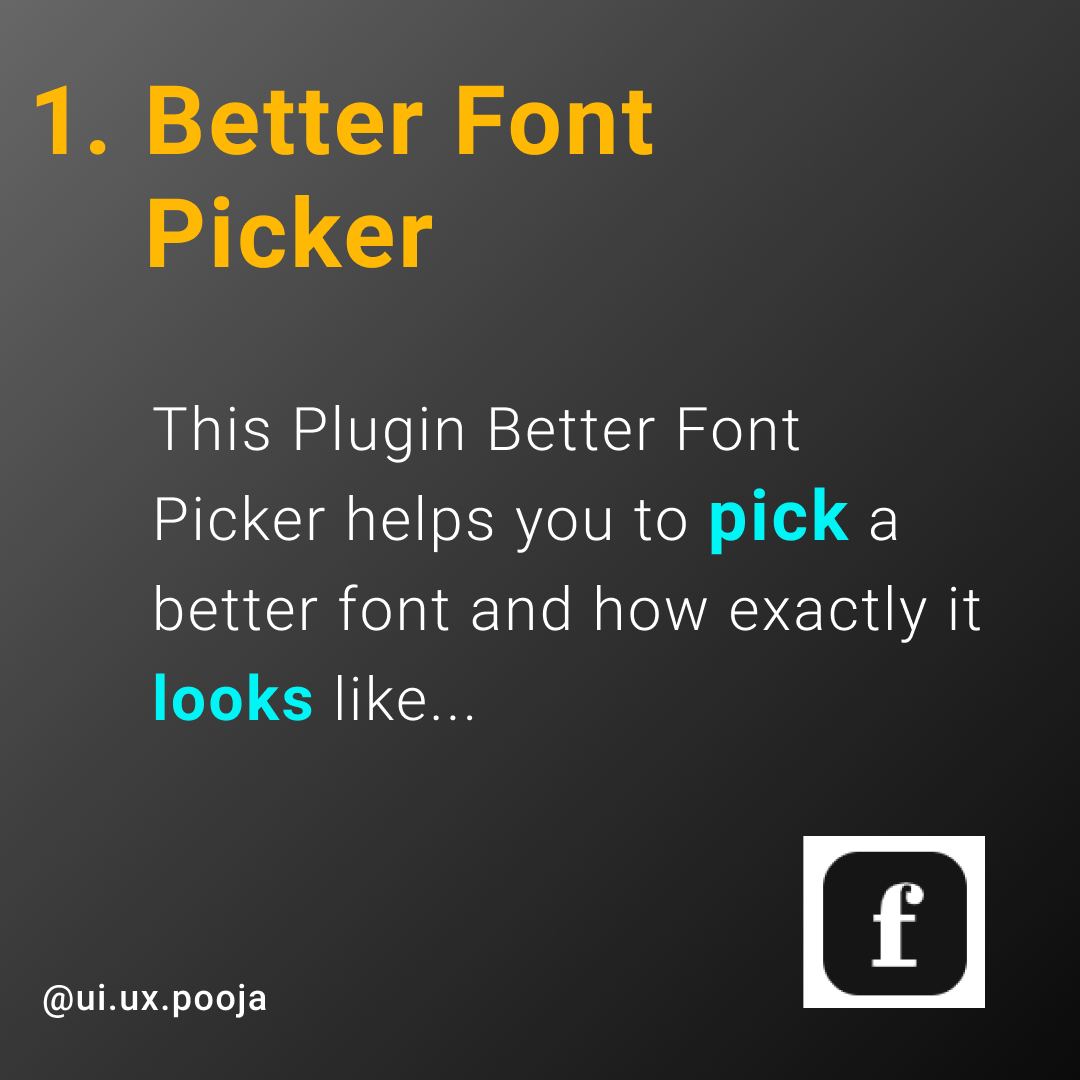 1. Better Font
Picker
This Plugin Better Font
Picker helps you to pick a
better font and how exactly it
looks like...
f
@ui.ux.pooja